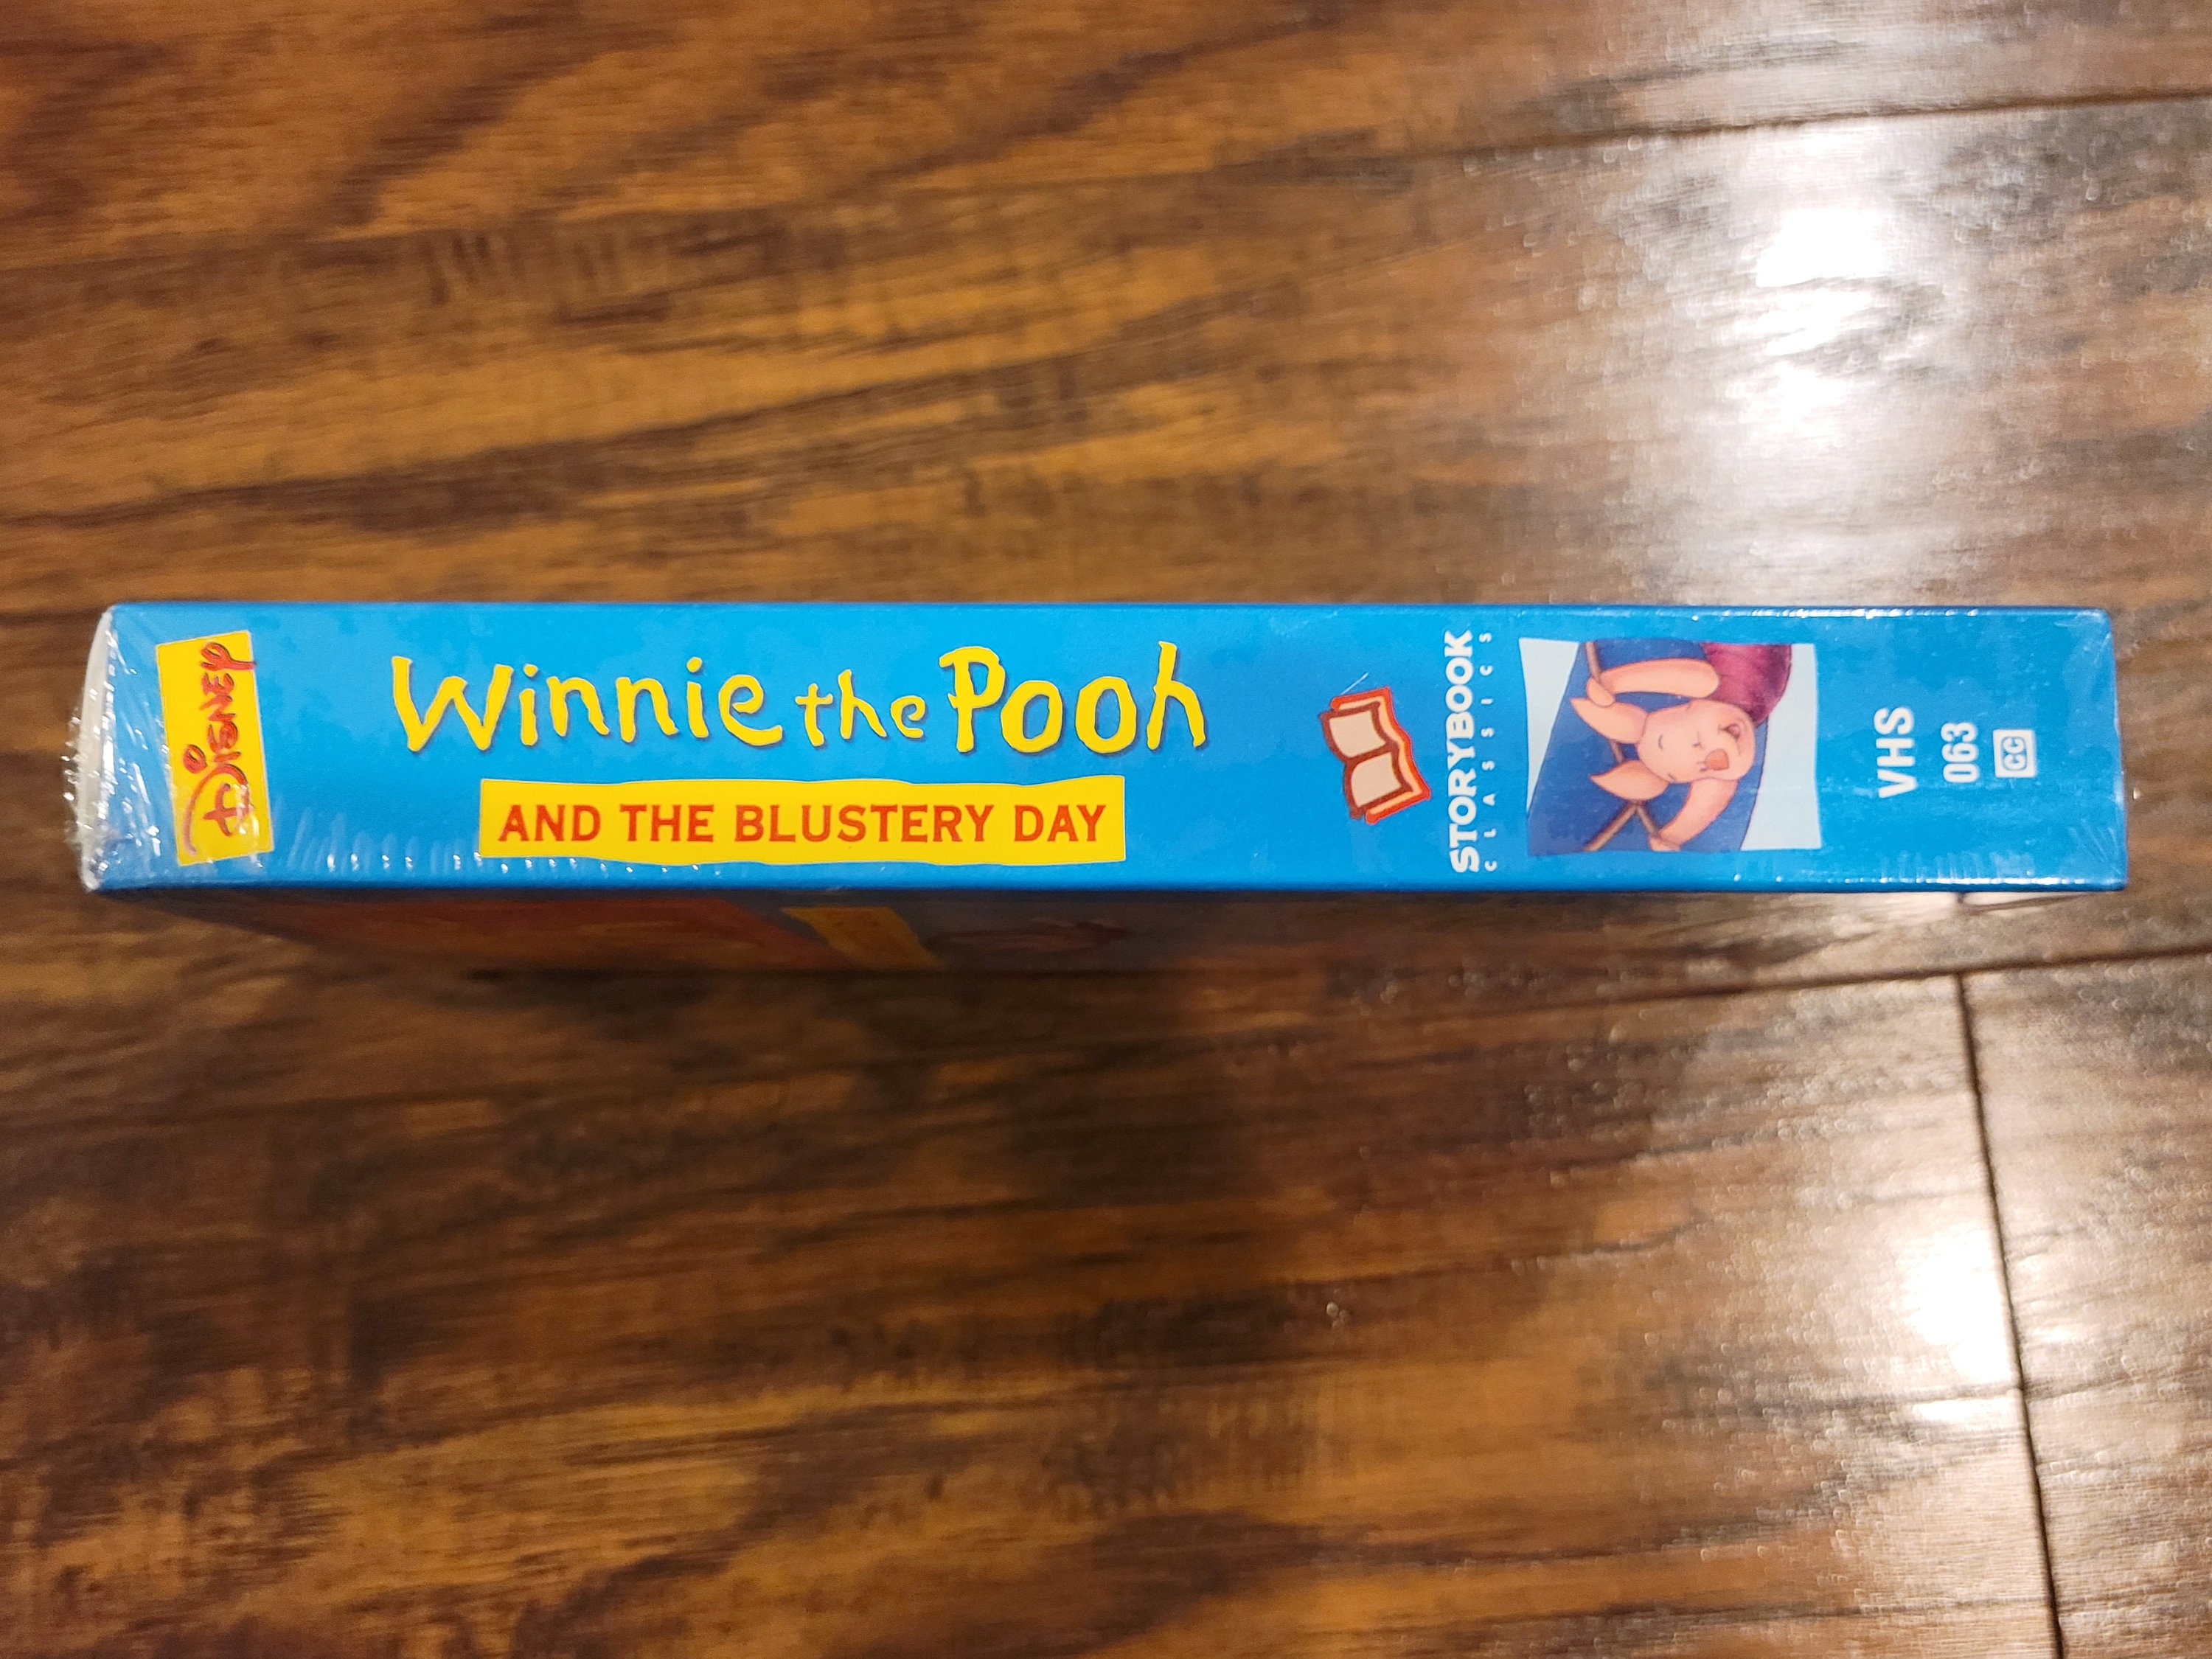 Disney
Winnie the Pooh
AND THE BLUSTERY DAY
STORYBOOK
CLASSICS
VHS
063
CC